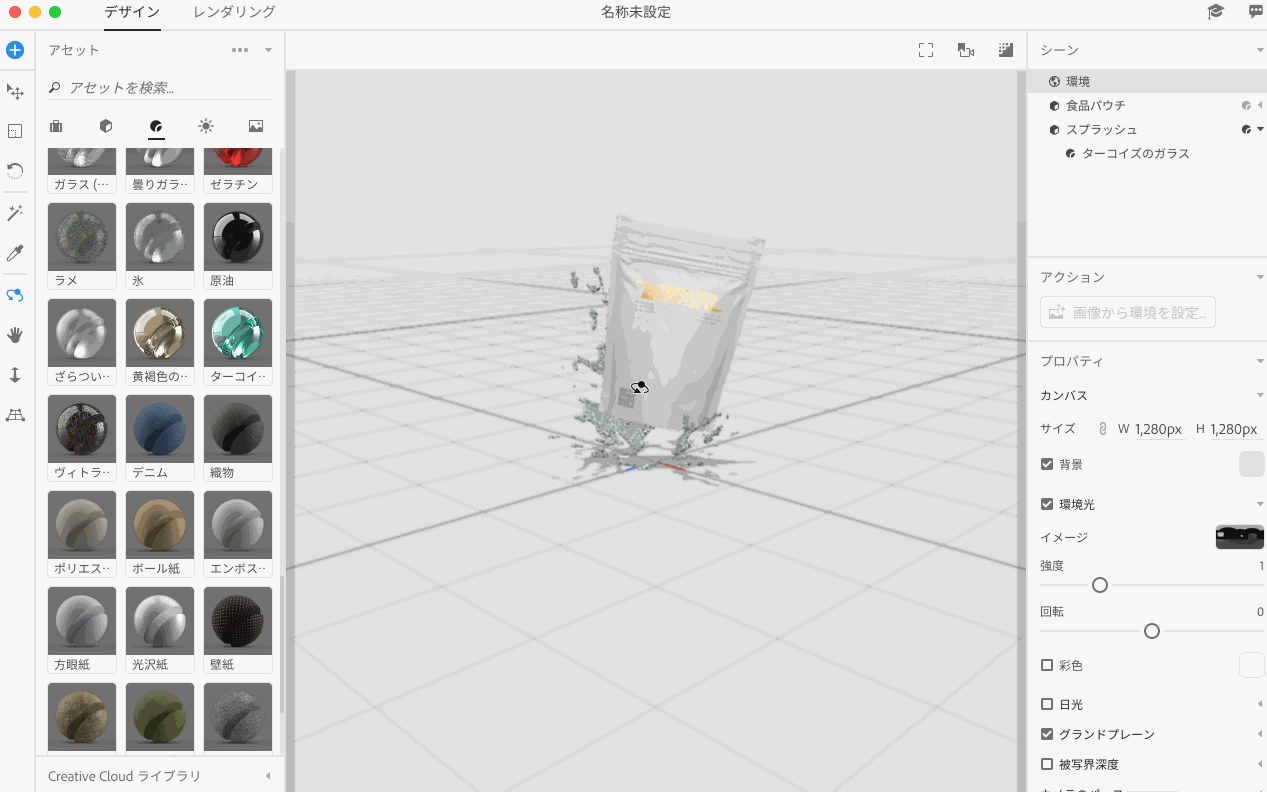 デザイン
レンダリング
名称未設定
アセット
アセットを検索...
ガラス (…
曇りガラ…
ゼラチン
ラメ
氷
原油
ざらつい…
黄褐色の…
ターコイ…
ヴィトラ…
デニム
織物
ポリエス…
ボール紙
エンボス…
方眼紙
光沢紙
壁紙
Creative Cloud ライブラリ
シーン
環境
食品パウチ
スプラッシュ
ターコイズのガラス
アクション
画像から環境を設定...
プロパティ
カンバス
サイズ W 1,280px H 1,280px
背景
環境光
イメージ
強度 1
回転 0
彩色
日光
グランドプレーン
被写界深度